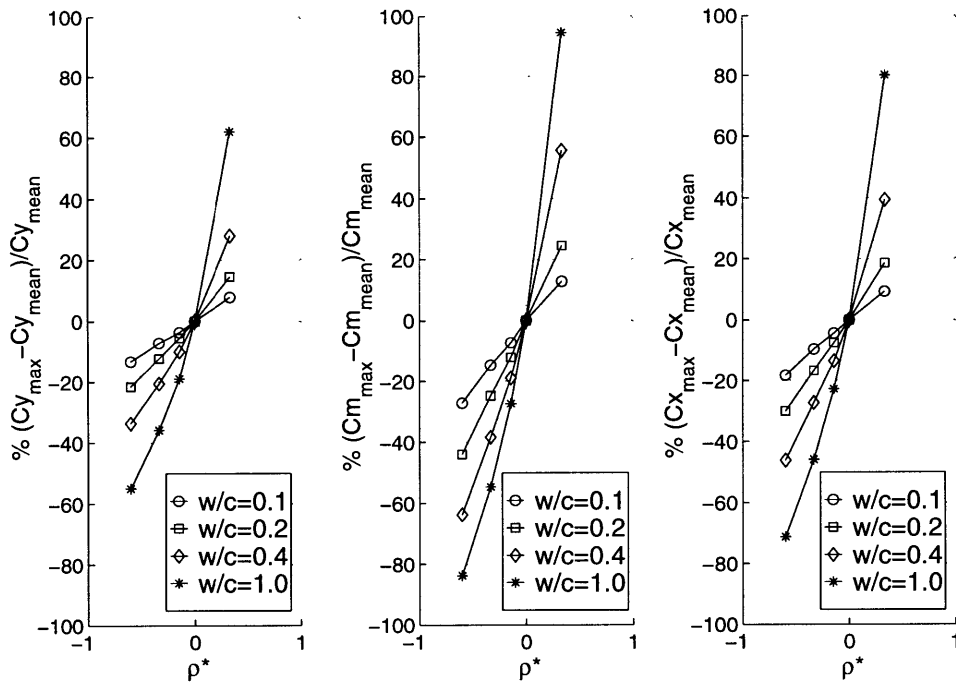 % (Cy_max−Cy_mean)/Cy_mean
100
80
60
40
20
0
−20
−40
−60
−80
−100
−1
0
1
ρ*
w/c=0.1
w/c=0.2
w/c=0.4
w/c=1.0
% (Cm_max−Cm_mean)/Cm_mean
100
80
60
40
20
0
−20
−40
−60
−80
−100
−1
0
1
ρ*
w/c=0.1
w/c=0.2
w/c=0.4
w/c=1.0
% (Cx_max−Cx_mean)/Cx_mean
100
80
60
40
20
0
−20
−40
−60
−80
−100
−1
0
1
ρ*
w/c=0.1
w/c=0.2
w/c=0.4
w/c=1.0